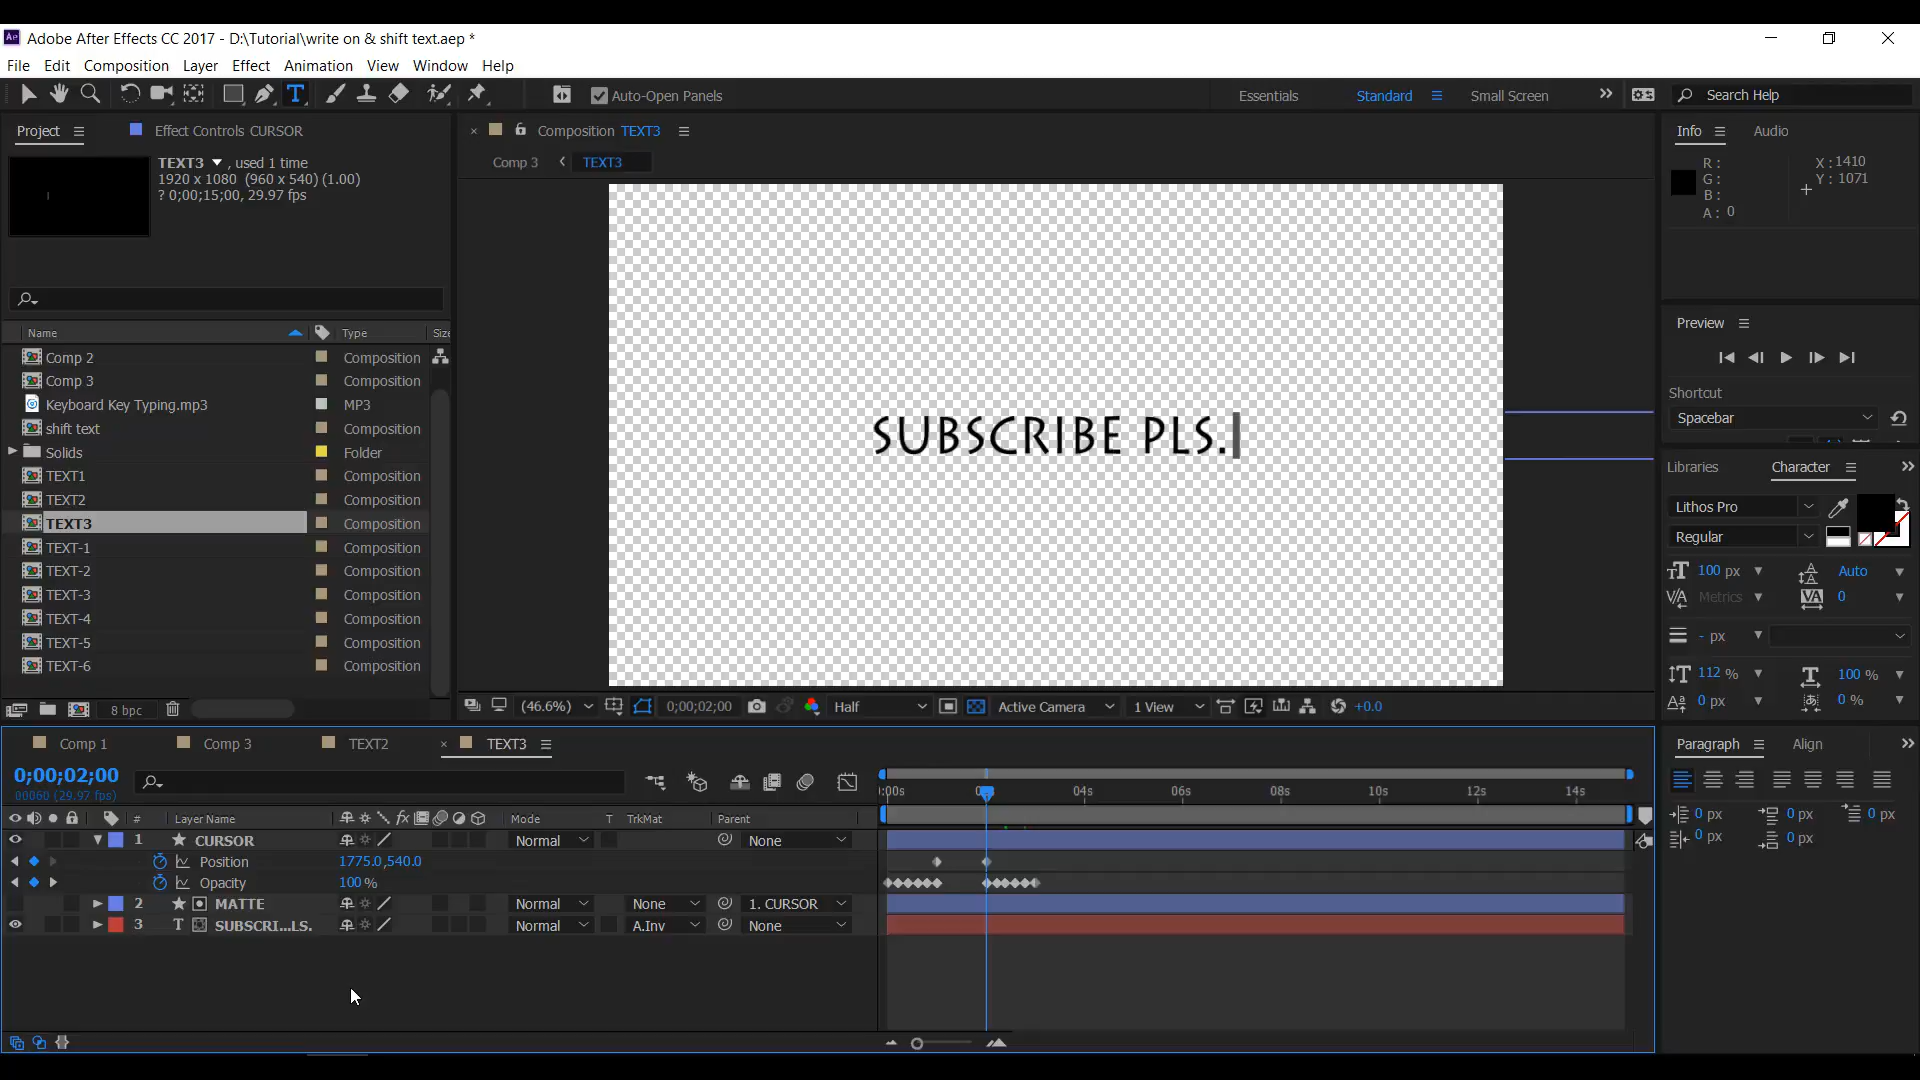 Adobe After Effects CC 2017 - D:\Tutorial\write on & shift text.aep *
File Edit Composition Layer Effect Animation View Window Help
Auto-Open Panels
Essentials Standard Small Screen Search Help
Project Effect Controls CURSOR
TEXT3 , used 1 time
1920 x 1080 (960 x 540) (1.00)
? 0;00;15;00, 29.97 fps
Name Type Size
Comp 2 Composition
Comp 3 Composition
Keyboard Key Typing.mp3 MP3
shift text Composition
Solids Folder
TEXT1 Composition
TEXT2 Composition
TEXT3 Composition
TEXT-1 Composition
TEXT-2 Composition
TEXT-3 Composition
TEXT-4 Composition
TEXT-5 Composition
TEXT-6 Composition
8 bpc
Composition TEXT3
Comp 3 TEXT3
SUBSCRIBE PLS.
(46.6%) 0;00;02;00 Half Active Camera 1 View +0.0
Info Audio
R : X : 1410
G : Y : 1071
B :
A : 0
Preview
Shortcut
Spacebar
Libraries Character
Lithos Pro
Regular
100 px Auto
Metrics 0
- px
112 % 100 %
0 px 0 %
Comp 1 Comp 3 TEXT2 TEXT3
0;00;02;00
00060 (29.97 fps)
# Layer Name Mode T TrkMat Parent
:00s 04s 06s 08s 10s 12s 14s
1 CURSOR Normal None
Position 1775.0,540.0
Opacity 100 %
2 MATTE Normal None 1. CURSOR
3 T SUBSCRI...LS. Normal A.Inv None
Paragraph Align
0 px 0 px 0 px
0 px 0 px